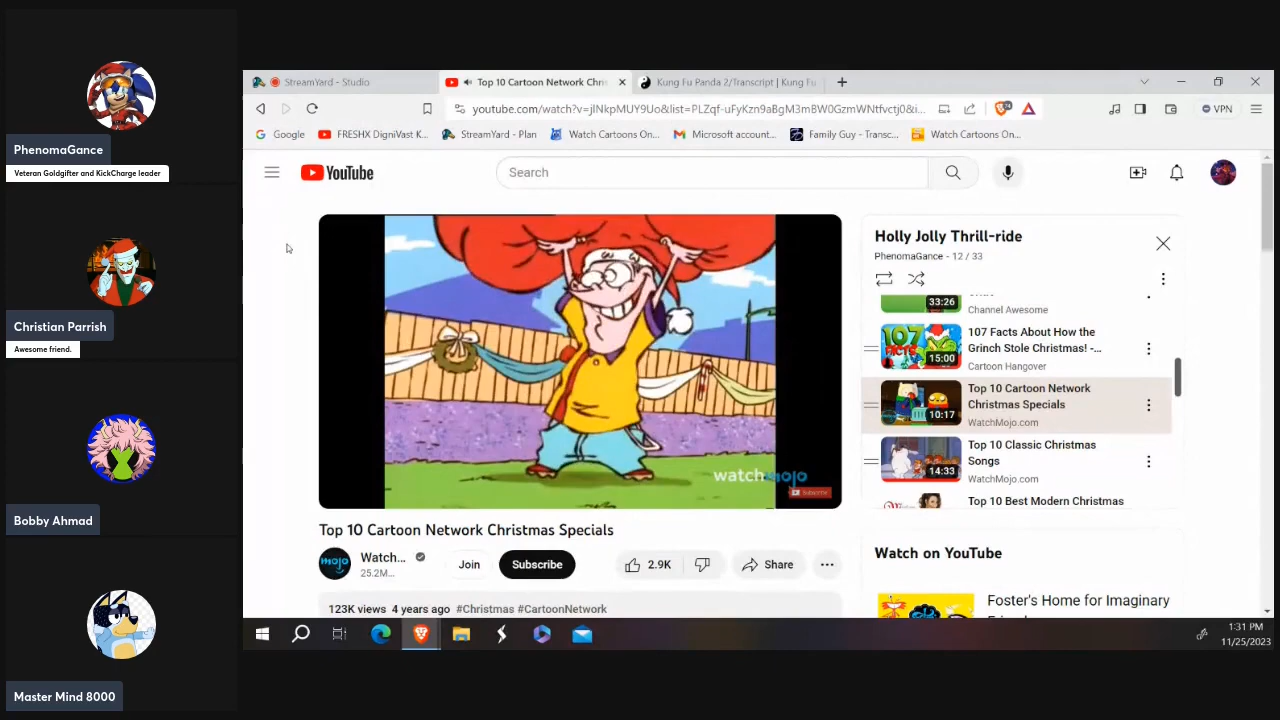 PhenomaGance
Veteran Goldgifter and KickCharge leader
Christian Parrish
Awesome friend.
Bobby Ahmad
Master Mind 8000
StreamYard - Studio
Top 10 Cartoon Network Chris
Kung Fu Panda 2/Transcript | Kung Fu
youtube.com/watch?v=jlNkpMUY9Uo&list=PLZqf-uFyKzn9aBgM3mBW0GzmWNtfvctj0&i...
VPN
Google
FRESHX DigniVast K...
StreamYard - Plan
Watch Cartoons On...
Microsoft account...
Family Guy - Transc...
Watch Cartoons On...
YouTube
Search
watchmojo
Subscribe
Top 10 Cartoon Network Christmas Specials
mojo
Watch...
25.2M...
Join
Subscribe
2.9K
Share
123K views 4 years ago #Christmas #CartoonNetwork
Holly Jolly Thrill-ride
PhenomaGance - 12 / 33
33:26
Channel Awesome
107
15:00
107 Facts About How the
Grinch Stole Christmas! -...
Cartoon Hangover
10:17
Top 10 Cartoon Network
Christmas Specials
WatchMojo.com
14:33
Top 10 Classic Christmas
Songs
WatchMojo.com
Top 10 Best Modern Christmas
Watch on YouTube
Foster's Home for Imaginary
1:31 PM
11/25/2023